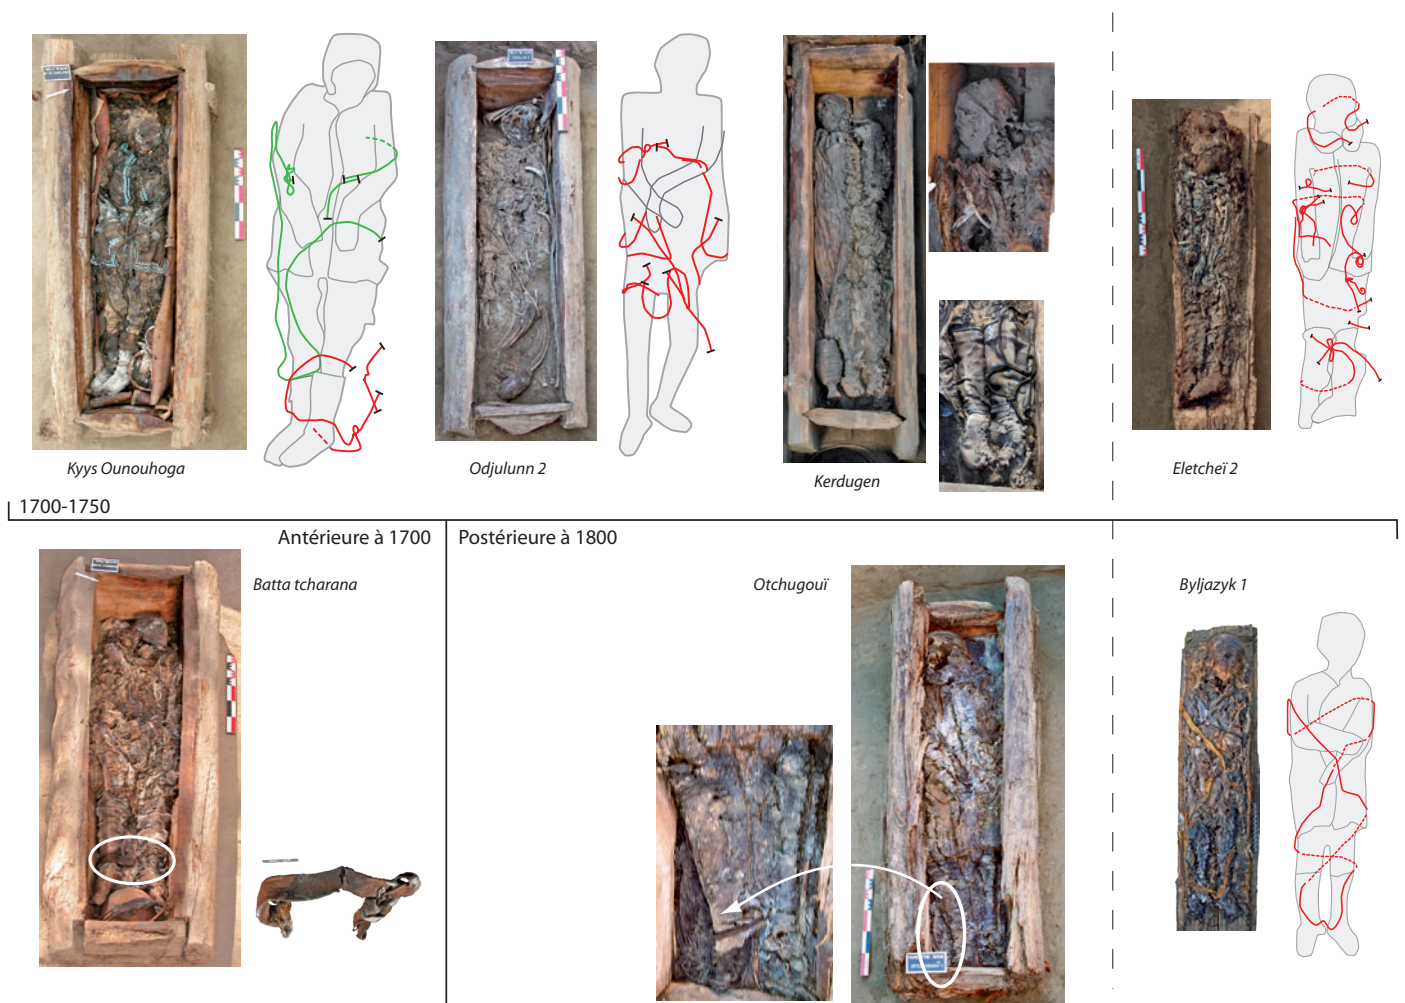 Kyys Ounouhoga
Odjulunn 2
Kerdugen
Eletcheï 2
1700-1750
Antérieure à 1700
Postérieure à 1800
Batta tcharana
Otchugouï
Byljazyk 1